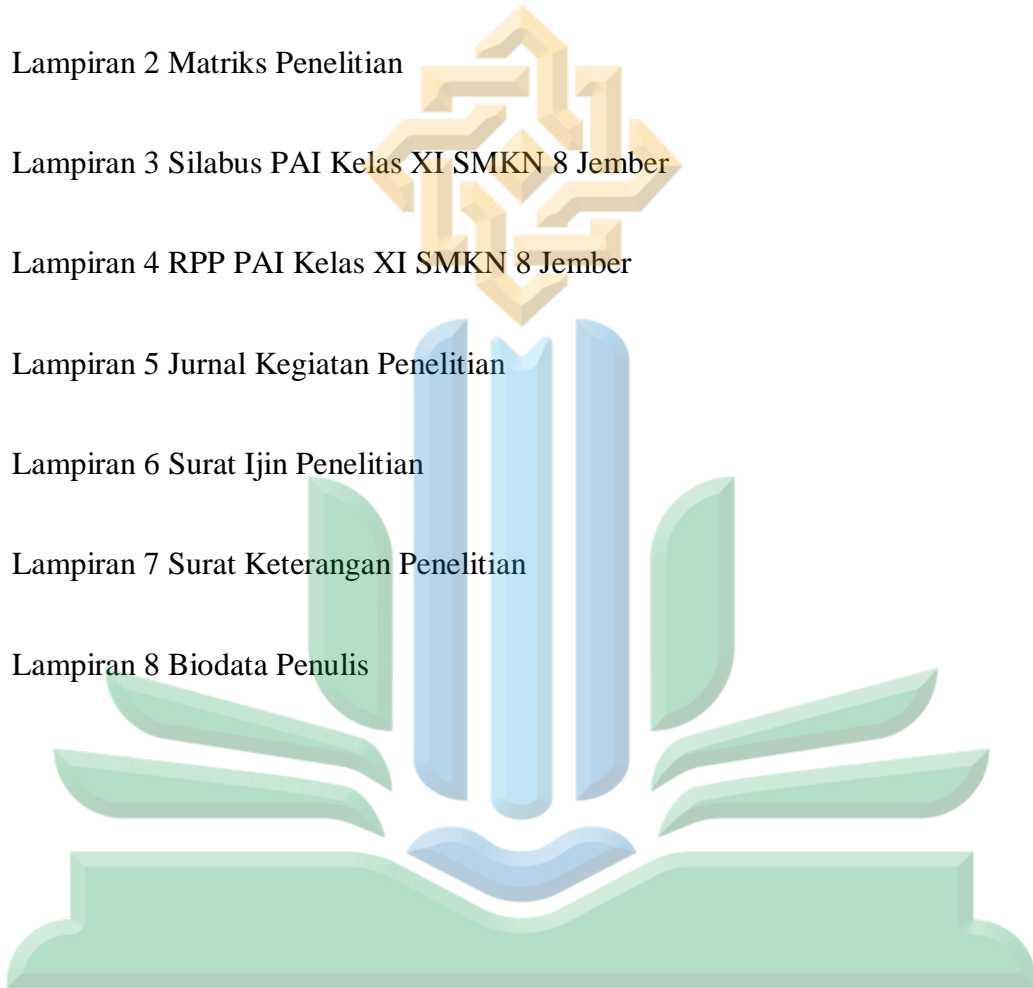 Lampiran 2 Matriks Penelitian
Lampiran 3 Silabus PAI Kelas XI SMKN 8 Jember
Lampiran 4 RPP PAI Kelas XI SMKN 8 Jember
Lampiran 5 Jurnal Kegiatan Penelitian
Lampiran 6 Surat Ijin Penelitian
Lampiran 7 Surat Keterangan Penelitian
Lampiran 8 Biodata Penulis